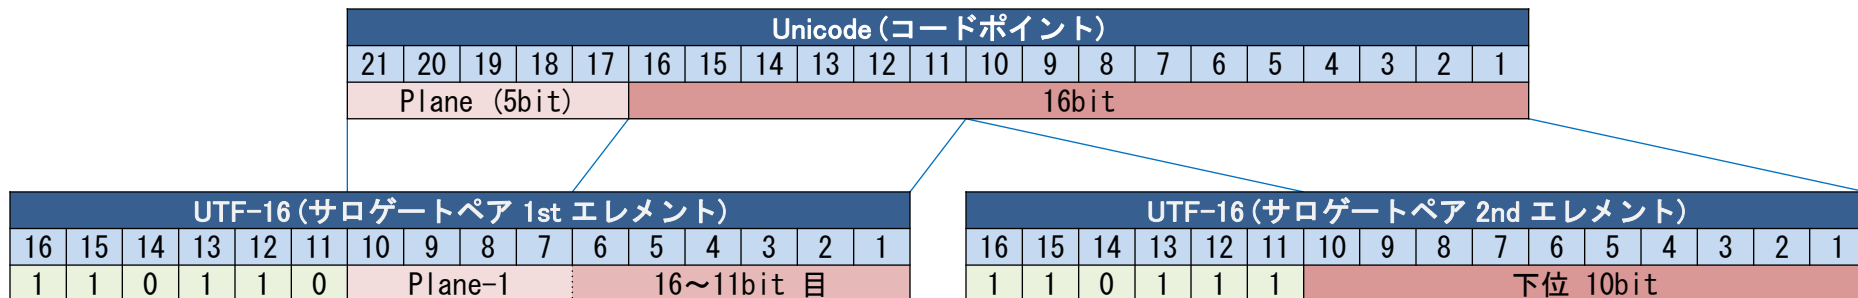 Unicode(コードポイント)
21 20 19 18 17 16 15 14 13 12 11 10 9 8 7 6 5 4 3 2 1
Plane (5bit) 16bit
UTF-16(サロゲートペア 1st エレメント)
16 15 14 13 12 11 10 9 8 7 6 5 4 3 2 1
1 1 0 1 1 0 Plane-1 16～11bit 目
UTF-16(サロゲートペア 2nd エレメント)
16 15 14 13 12 11 10 9 8 7 6 5 4 3 2 1
1 1 0 1 1 1 下位 10bit